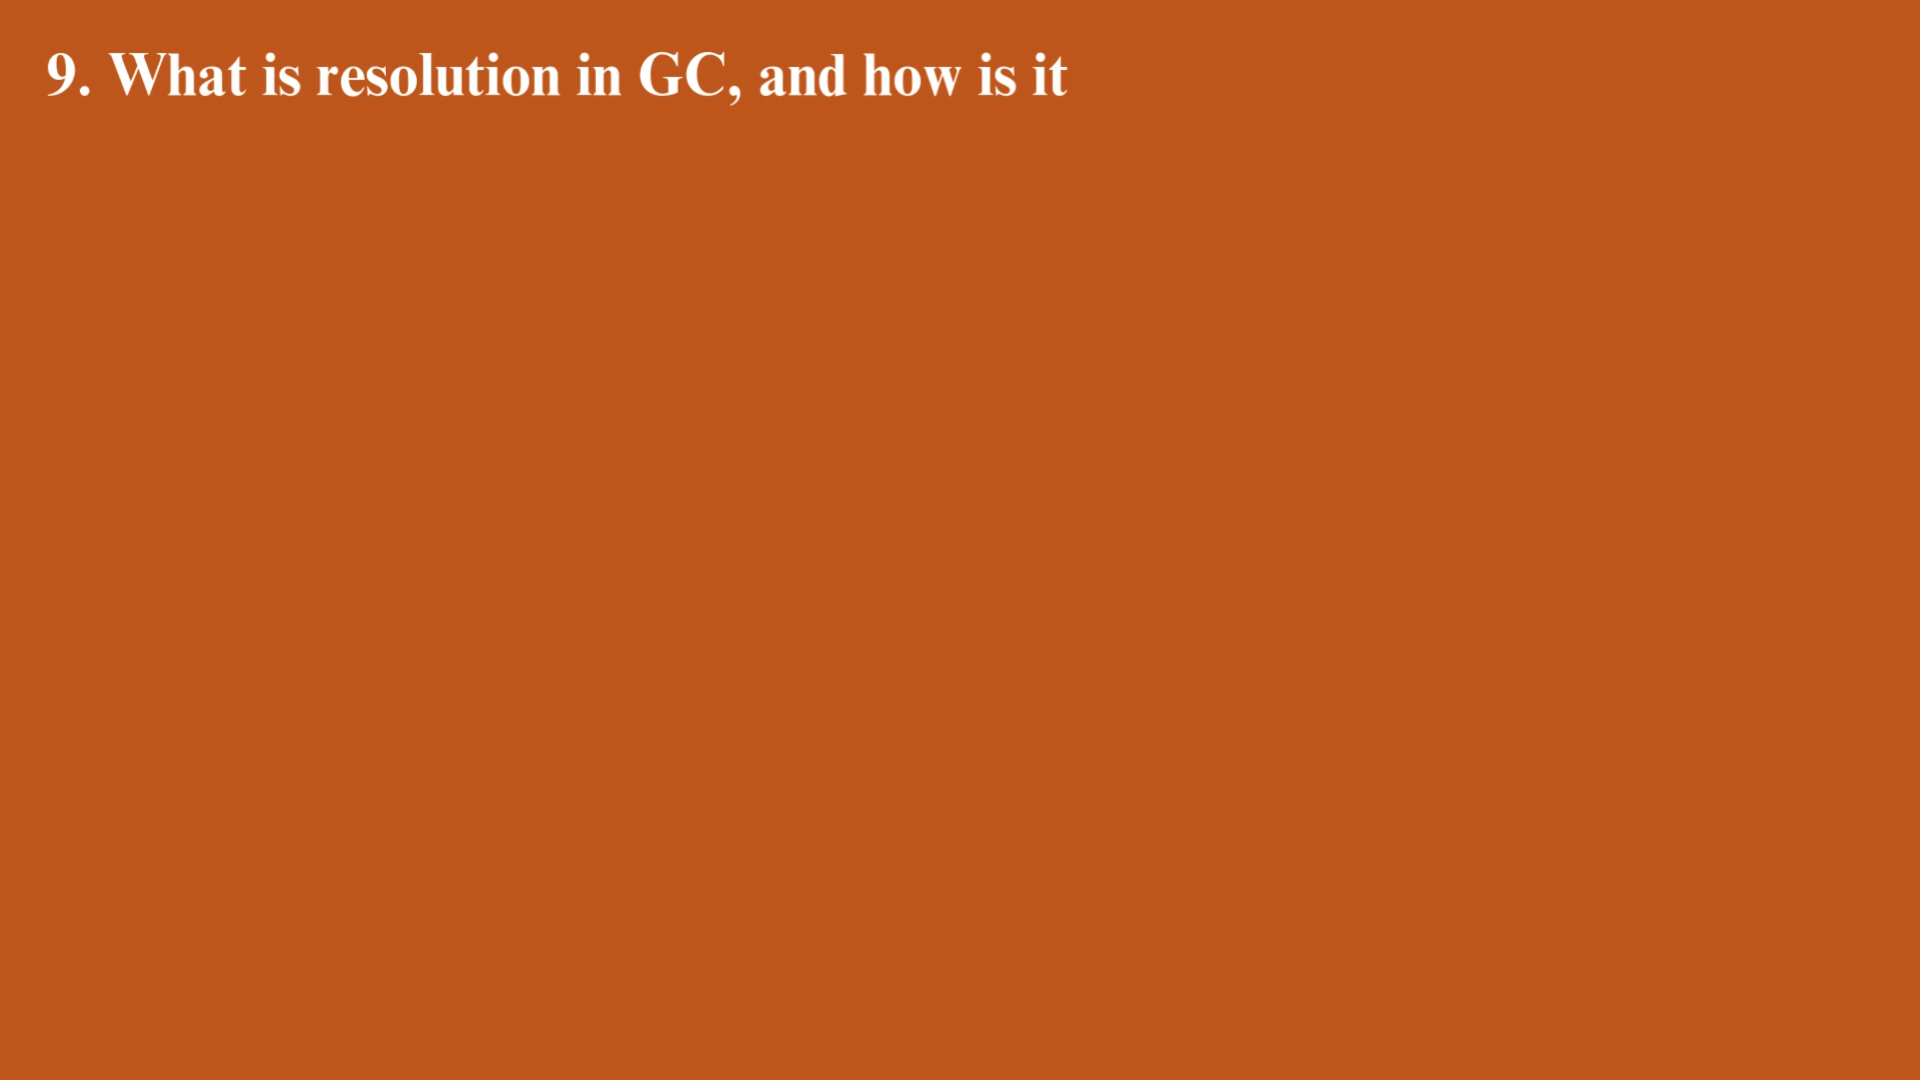 9. What is resolution in GC, and how is it